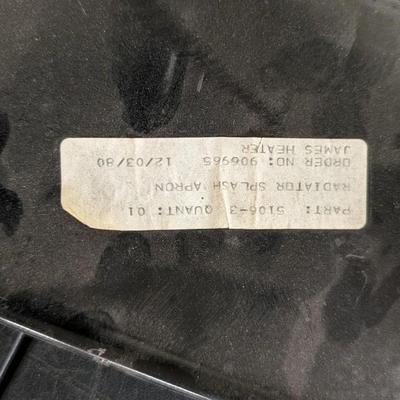 PART: 5106-3 QUANT: 01
RADIATOR SPLASH APRON
ORDER NO: 906965 12/03/80
JAMES HEATER